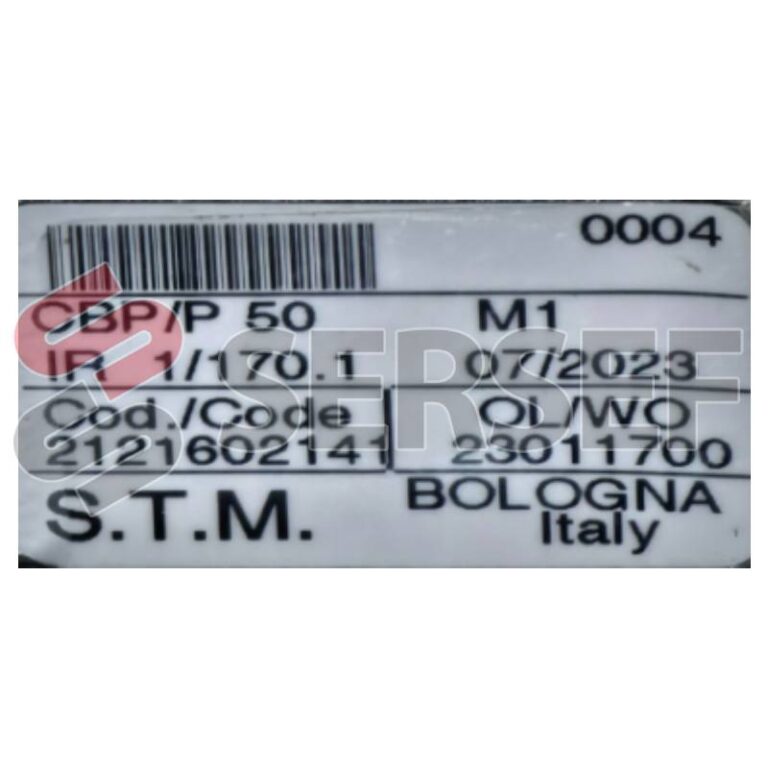 0004
CBP/P 50 M1
IR 1/170.1 07/2023
Cod./Code OL/WO
2121602141 23011700
S.T.M. BOLOGNA
Italy
SERSEF